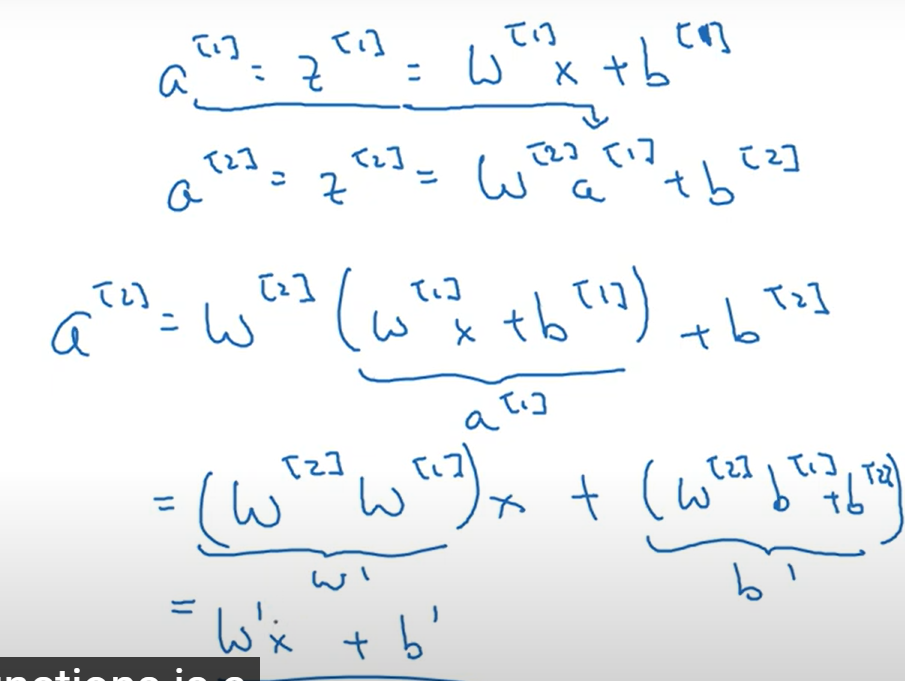 a^[1] = z^[1] = W^[1] x + b^[1]
a^[2] = z^[2] = W^[2] a^[1] + b^[2]
a^[2] = W^[2] (W^[1] x + b^[1]) + b^[2]
a^[1]
= (W^[2] W^[1]) x + (W^[2] b^[1] + b^[2])
W' b'
= W'x + b'
is a